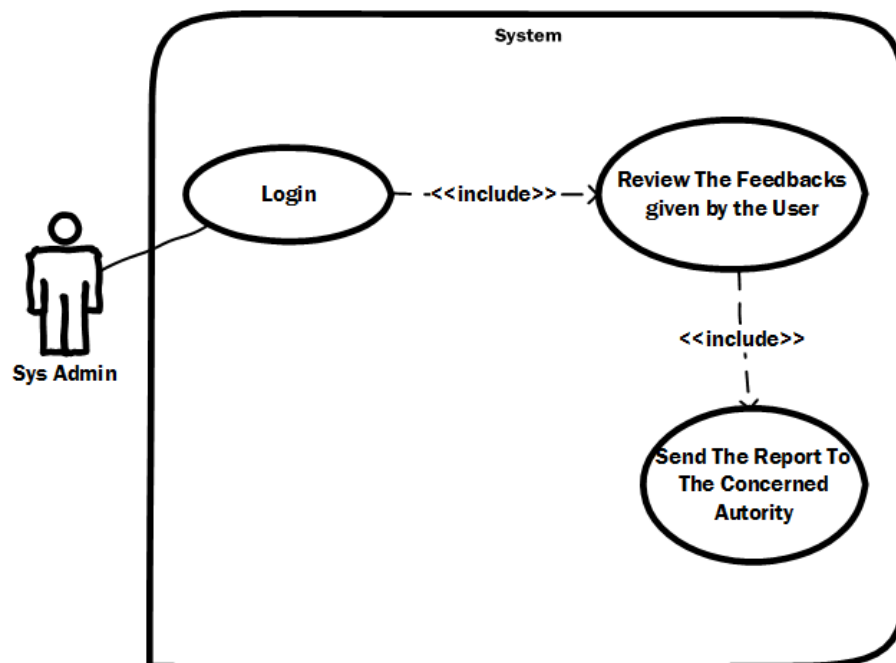 System
Login
<<include>>
Review The Feedbacks
given by the User
Sys Admin
<<include>>
Send The Report To
The Concerned
Autority